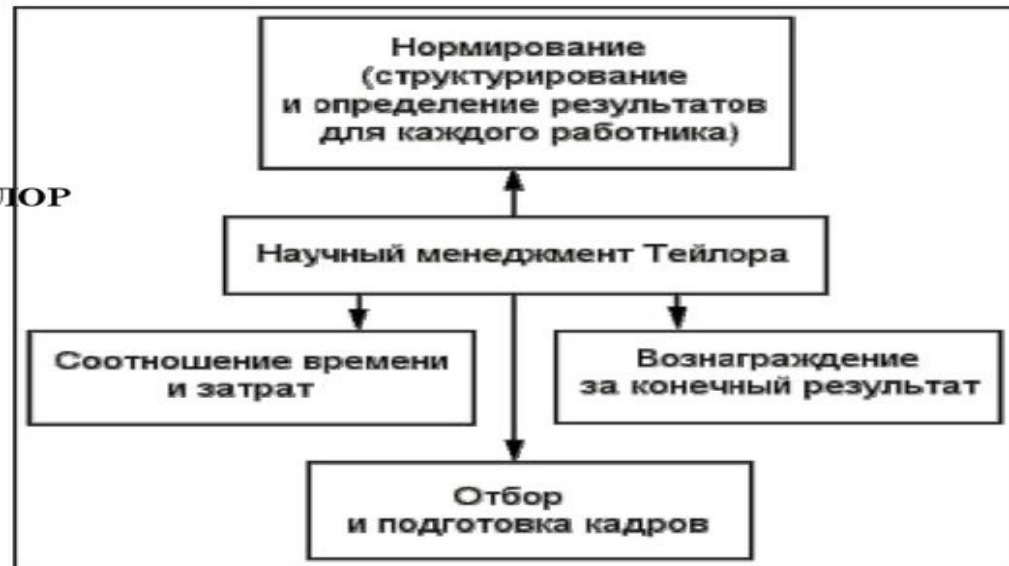 Нормирование
(структурирование
и определение результатов
для каждого работника)
ЛОР
Научный менеджмент Тейлора
Соотношение времени
и затрат
Вознаграждение
за конечный результат
Отбор
и подготовка кадров